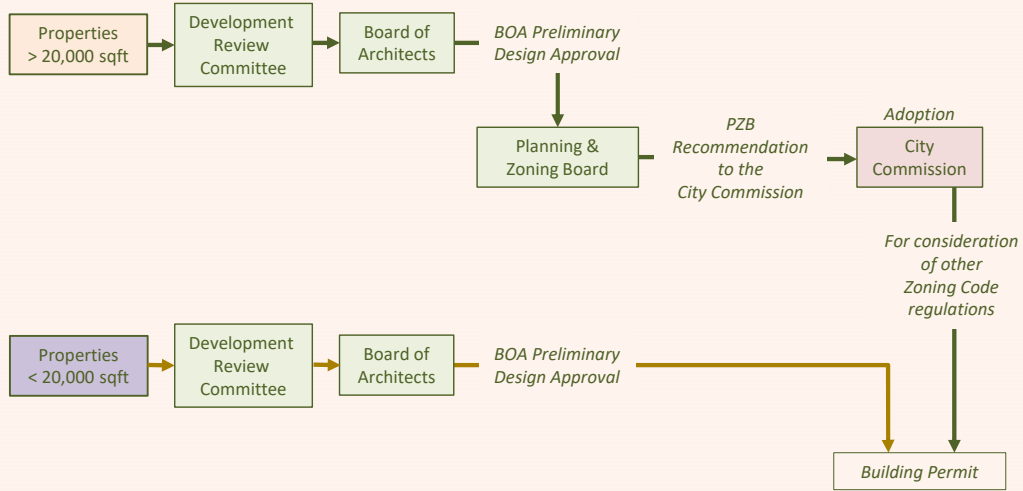 Properties
> 20,000 sqft
Development
Review
Committee
Board of
Architects
BOA Preliminary
Design Approval
Planning &
Zoning Board
PZB
Recommendation
to the
City Commission
Adoption
City
Commission
For consideration
of other
Zoning Code
regulations
Properties
< 20,000 sqft
Development
Review
Committee
Board of
Architects
BOA Preliminary
Design Approval
Building Permit